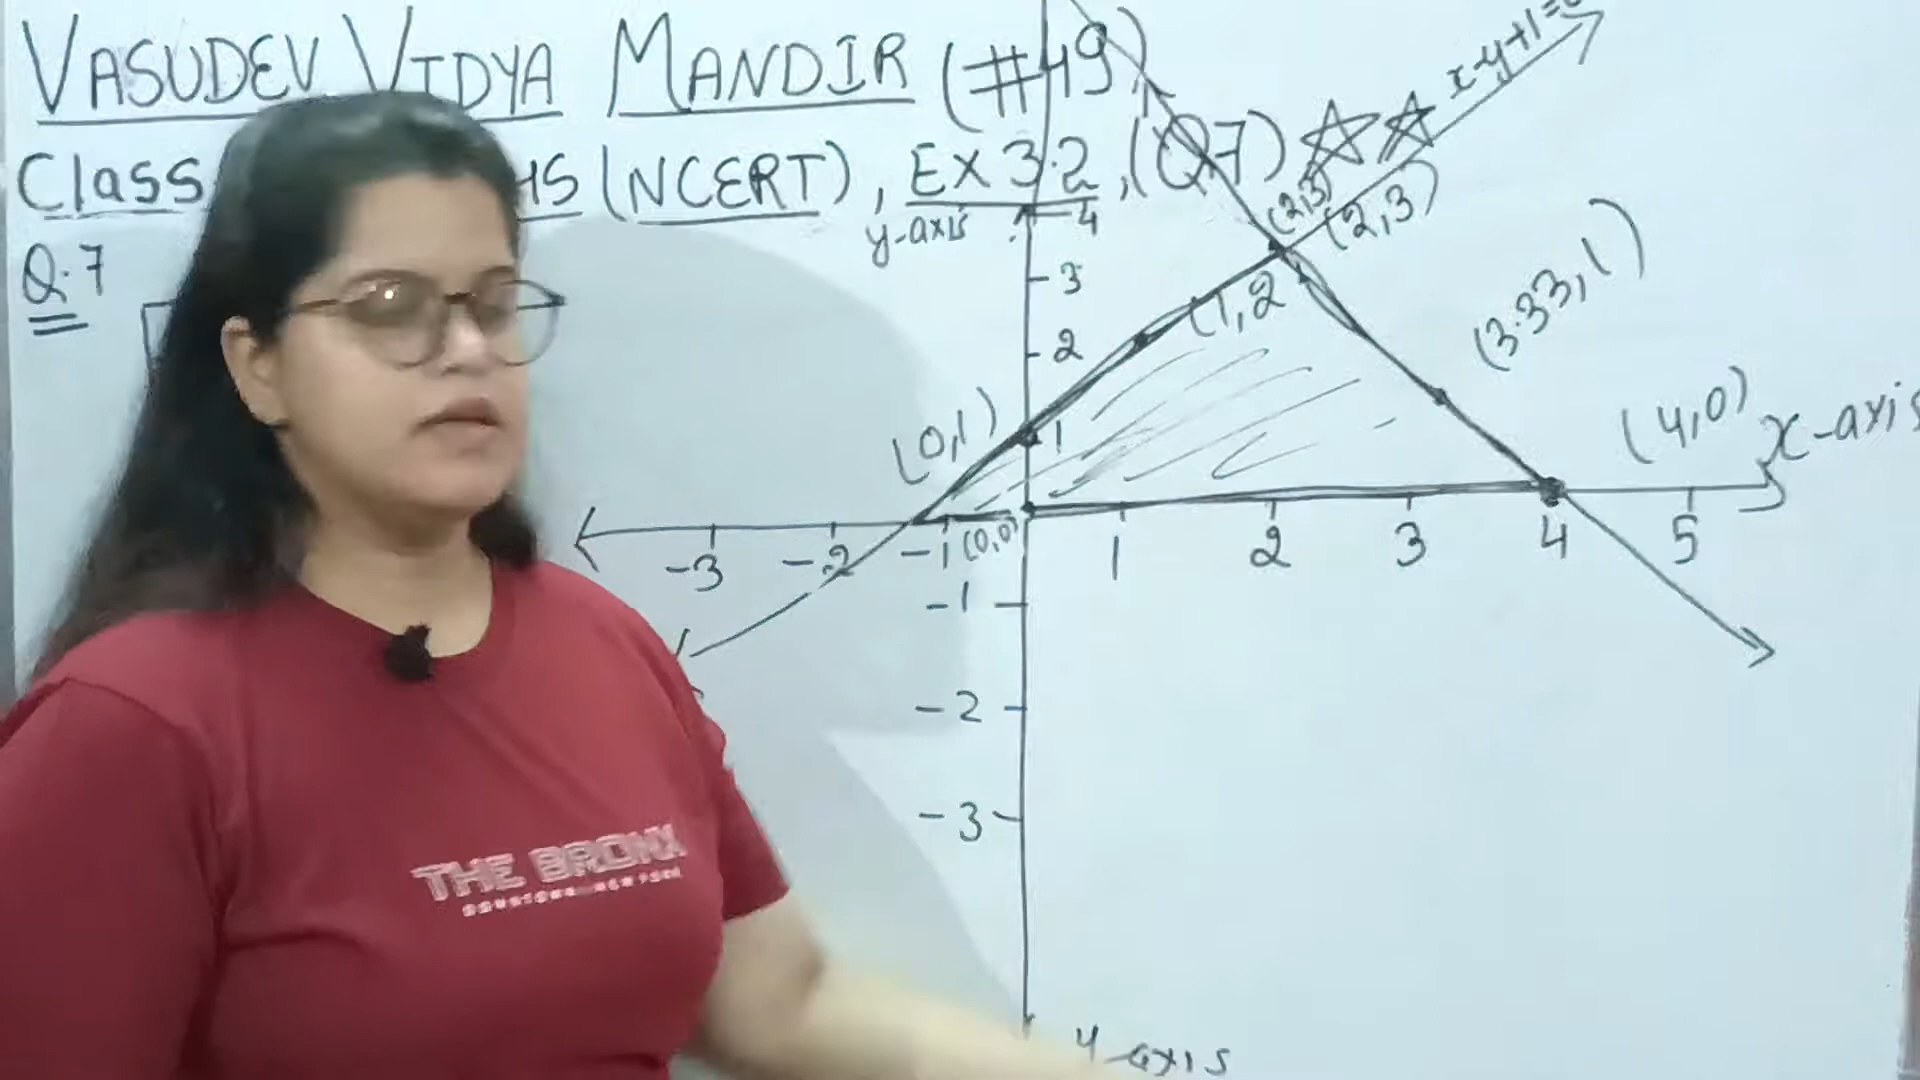 VASUDEV VIDYA MANDIR (#49),
Class HS (NCERT), EX 3.2, (Q7)
Q.7
x-y+1=0
y-axis
4
3
2
1
(2,3)
(2,3)
(1,2
(3.33,1)
(0,1)
(4,0)
x-axis
-3 -2 -1 (0,0) 1 2 3 4 5
-1
-2
-3
y-axis
THE BRONX